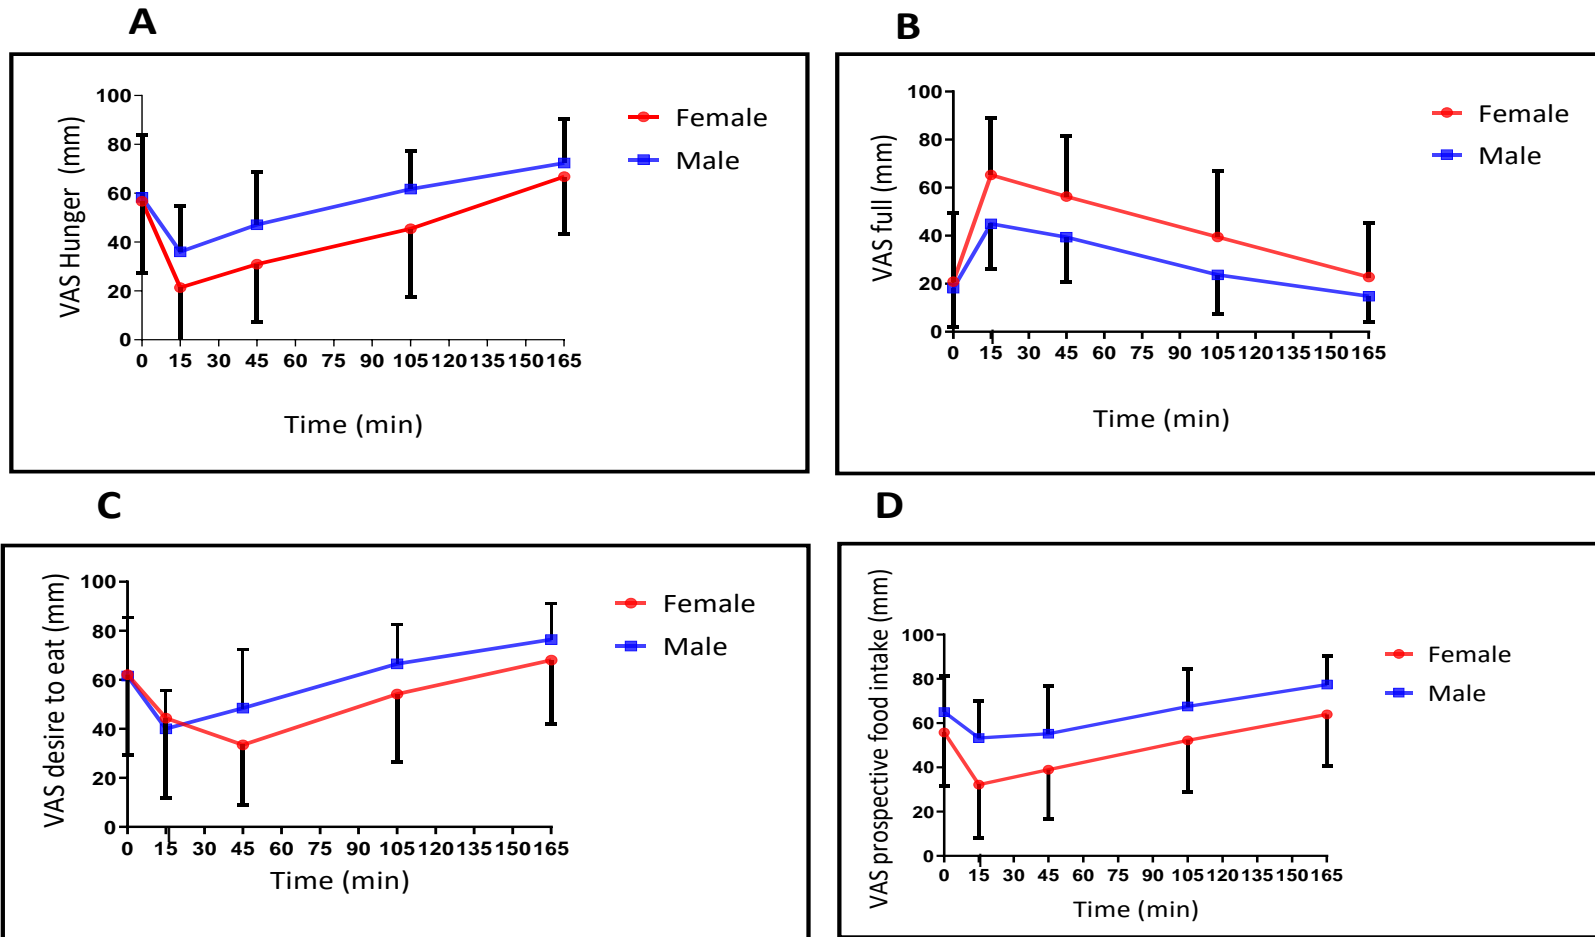 A
VAS Hunger (mm)
100
80
60
40
20
0
0 15 30 45 60 75 90 105 120 135 150 165
Time (min)
Female
Male
B
VAS full (mm)
100
80
60
40
20
0
0 15 30 45 60 75 90 105 120 135 150 165
Time (min)
Female
Male
C
VAS desire to eat (mm)
100
80
60
40
20
0
0 15 30 45 60 75 90 105 120 135 150 165
Time (min)
Female
Male
D
VAS prospective food intake (mm)
100
80
60
40
20
0
0 15 30 45 60 75 90 105 120 135 150 165
Time (min)
Female
Male